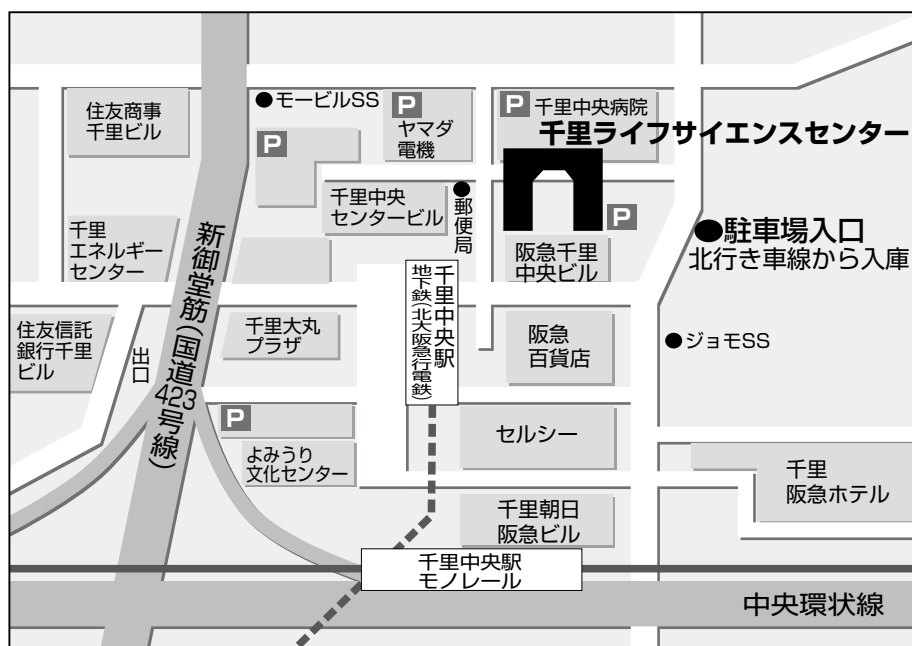 住友商事
千里ビル
●モービルSS
P
P
ヤマダ
電機
P
千里中央病院
千里ライフサイエンスセンター
千里中央
センタービル
●郵便局
P
千里
エネルギー
センター
新御堂筋(国道423号線)
阪急千里
中央ビル
●駐車場入口
北行き車線から入庫
千里中央駅
地下鉄(北大阪急行電鉄)
住友信託
銀行千里
ビル
出口
千里大丸
プラザ
阪急
百貨店
●ジョモSS
P
よみうり
文化センター
セルシー
千里
阪急ホテル
千里朝日
阪急ビル
千里中央駅
モノレール
中央環状線